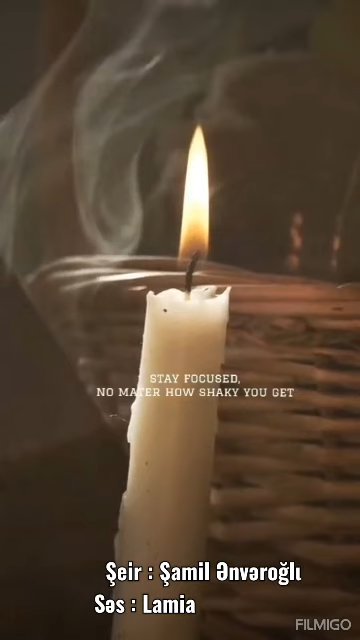 STAY FOCUSED,
NO MATER HOW SHAKY YOU GET
Şeir : Şamil Ənvəroğlı
Səs : Lamia
FILMIGO